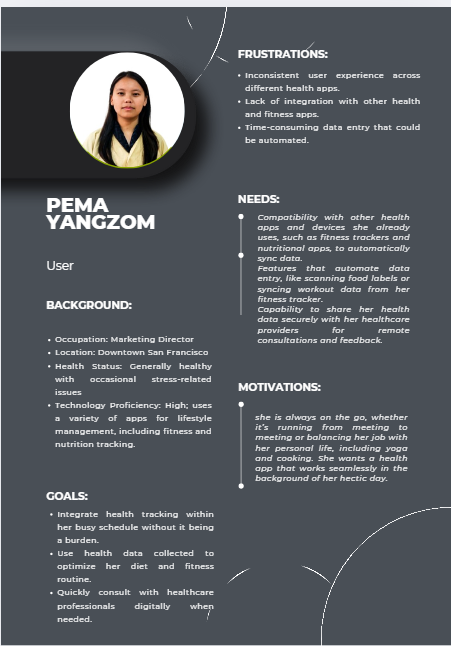 PEMA
YANGZOM
User
BACKGROUND:
• Occupation: Marketing Director
• Location: Downtown San Francisco
• Health Status: Generally healthy
with occasional stress-related
issues
• Technology Proficiency: High; uses
a variety of apps for lifestyle
management, including fitness and
nutrition tracking.
GOALS:
• Integrate health tracking within
her busy schedule without it being
a burden.
• Use health data collected to
optimize her diet and fitness
routine.
• Quickly consult with healthcare
professionals digitally when
needed.
FRUSTRATIONS:
• Inconsistent user experience across
different health apps.
• Lack of integration with other health
and fitness apps.
• Time-consuming data entry that could
be automated.
NEEDS:
Compatibility with other health
apps and devices she already
uses, such as fitness trackers and
nutritional apps, to automatically
sync data.
Features that automate data
entry, like scanning food labels or
syncing workout data from her
fitness tracker.
Capability to share her health
data securely with her healthcare
providers for remote
consultations and feedback.
MOTIVATIONS:
she is always on the go, whether
it's running from meeting to
meeting or balancing her job with
her personal life, including yoga
and cooking. She wants a health
app that works seamlessly in the
background of her hectic day.